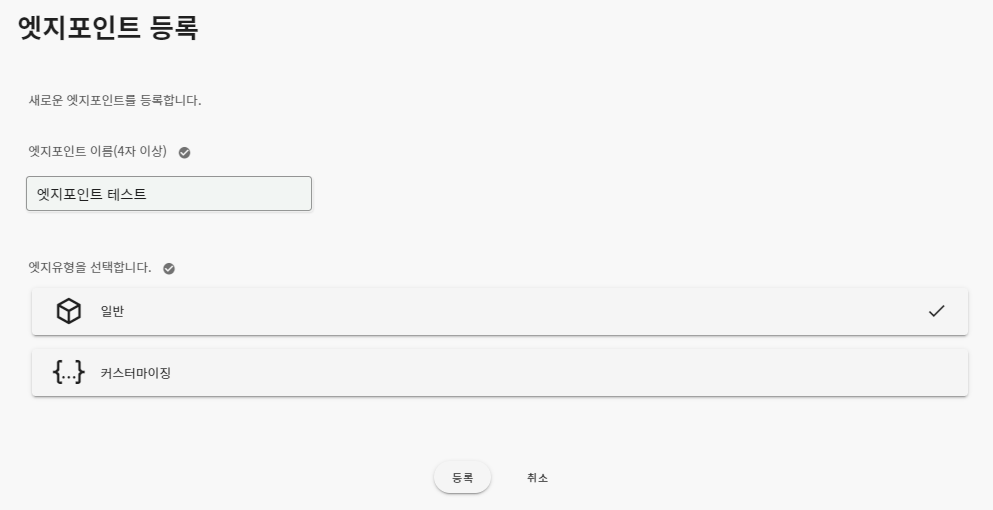 엣지포인트 등록
새로운 엣지포인트를 등록합니다.
엣지포인트 이름(4자 이상)
엣지포인트 테스트
엣지유형을 선택합니다.
일반
{...} 커스터마이징
등록 취소